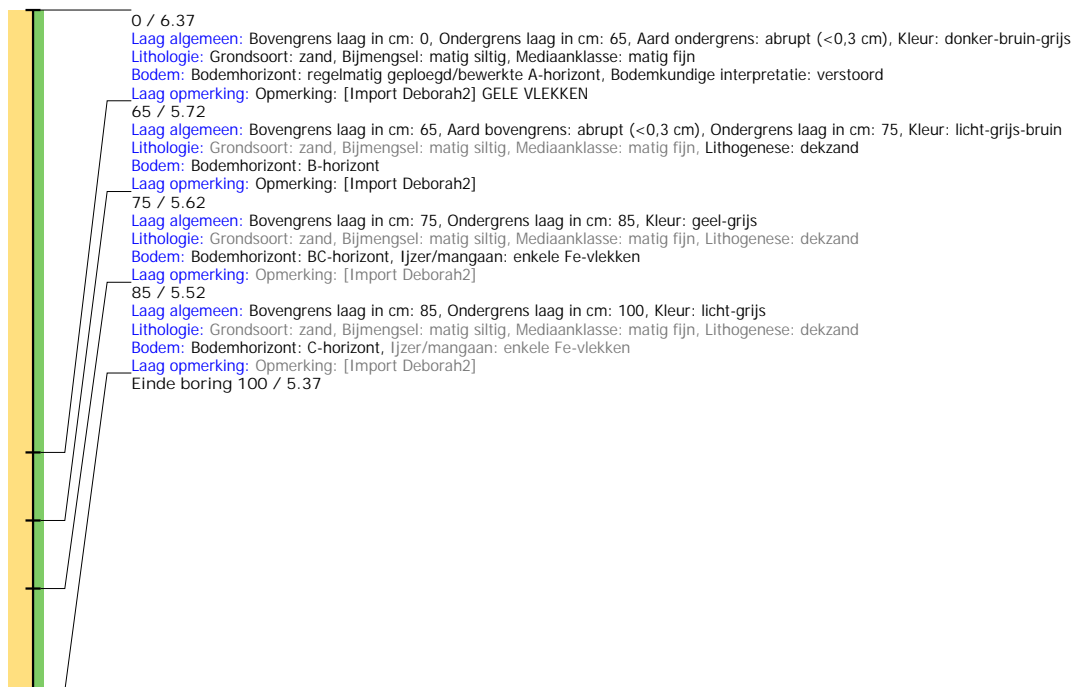 0 / 6.37
Laag algemeen: Bovengrens laag in cm: 0, Ondergrens laag in cm: 65, Aard ondergrens: abrupt (<0,3 cm), Kleur: donker-bruin-grijs
Lithologie: Grondsoort: zand, Bijmengsel: matig siltig, Mediaanklasse: matig fijn
Bodem: Bodemhorizont: regelmatig geploegd/bewerkte A-horizont, Bodemkundige interpretatie: verstoord
Laag opmerking: Opmerking: [Import Deborah2] GELE VLEKKEN
65 / 5.72
Laag algemeen: Bovengrens laag in cm: 65, Aard bovengrens: abrupt (<0,3 cm), Ondergrens laag in cm: 75, Kleur: licht-grijs-bruin
Lithologie: Grondsoort: zand, Bijmengsel: matig siltig, Mediaanklasse: matig fijn, Lithogenese: dekzand
Bodem: Bodemhorizont: B-horizont
Laag opmerking: Opmerking: [Import Deborah2]
75 / 5.62
Laag algemeen: Bovengrens laag in cm: 75, Ondergrens laag in cm: 85, Kleur: geel-grijs
Lithologie: Grondsoort: zand, Bijmengsel: matig siltig, Mediaanklasse: matig fijn, Lithogenese: dekzand
Bodem: Bodemhorizont: BC-horizont, Ijzer/mangaan: enkele Fe-vlekken
Laag opmerking: Opmerking: [Import Deborah2]
85 / 5.52
Laag algemeen: Bovengrens laag in cm: 85, Ondergrens laag in cm: 100, Kleur: licht-grijs
Lithologie: Grondsoort: zand, Bijmengsel: matig siltig, Mediaanklasse: matig fijn, Lithogenese: dekzand
Bodem: Bodemhorizont: C-horizont, Ijzer/mangaan: enkele Fe-vlekken
Laag opmerking: Opmerking: [Import Deborah2]
Einde boring 100 / 5.37